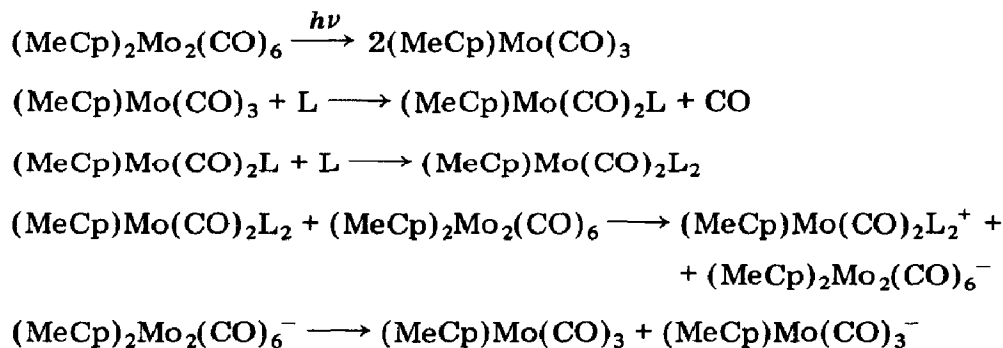 hν
(MeCp)₂Mo₂(CO)₆ ⟶ 2(MeCp)Mo(CO)₃
(MeCp)Mo(CO)₃ + L ⟶ (MeCp)Mo(CO)₂L + CO
(MeCp)Mo(CO)₂L + L ⟶ (MeCp)Mo(CO)₂L₂
(MeCp)Mo(CO)₂L₂ + (MeCp)₂Mo₂(CO)₆ ⟶ (MeCp)Mo(CO)₂L₂⁺ +
+ (MeCp)₂Mo₂(CO)₆⁻
(MeCp)₂Mo₂(CO)₆⁻ ⟶ (MeCp)Mo(CO)₃ + (MeCp)Mo(CO)₃⁻